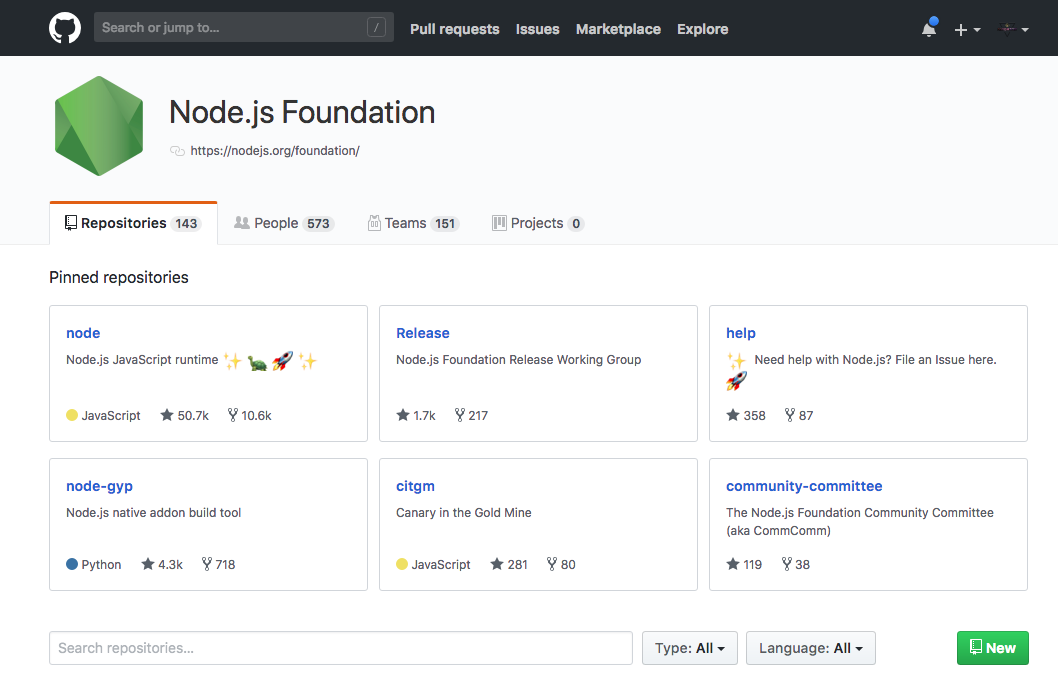 Search or jump to... /
Pull requests Issues Marketplace Explore
Node.js Foundation
https://nodejs.org/foundation/
Repositories 143 People 573 Teams 151 Projects 0
Pinned repositories
node
Node.js JavaScript runtime ✨ 🐢 🚀 ✨
JavaScript 50.7k 10.6k
Release
Node.js Foundation Release Working Group
1.7k 217
help
✨ Need help with Node.js? File an Issue here.
🚀
358 87
node-gyp
Node.js native addon build tool
Python 4.3k 718
citgm
Canary in the Gold Mine
JavaScript 281 80
community-committee
The Node.js Foundation Community Committee
(aka CommComm)
119 38
Search repositories... Type: All Language: All New